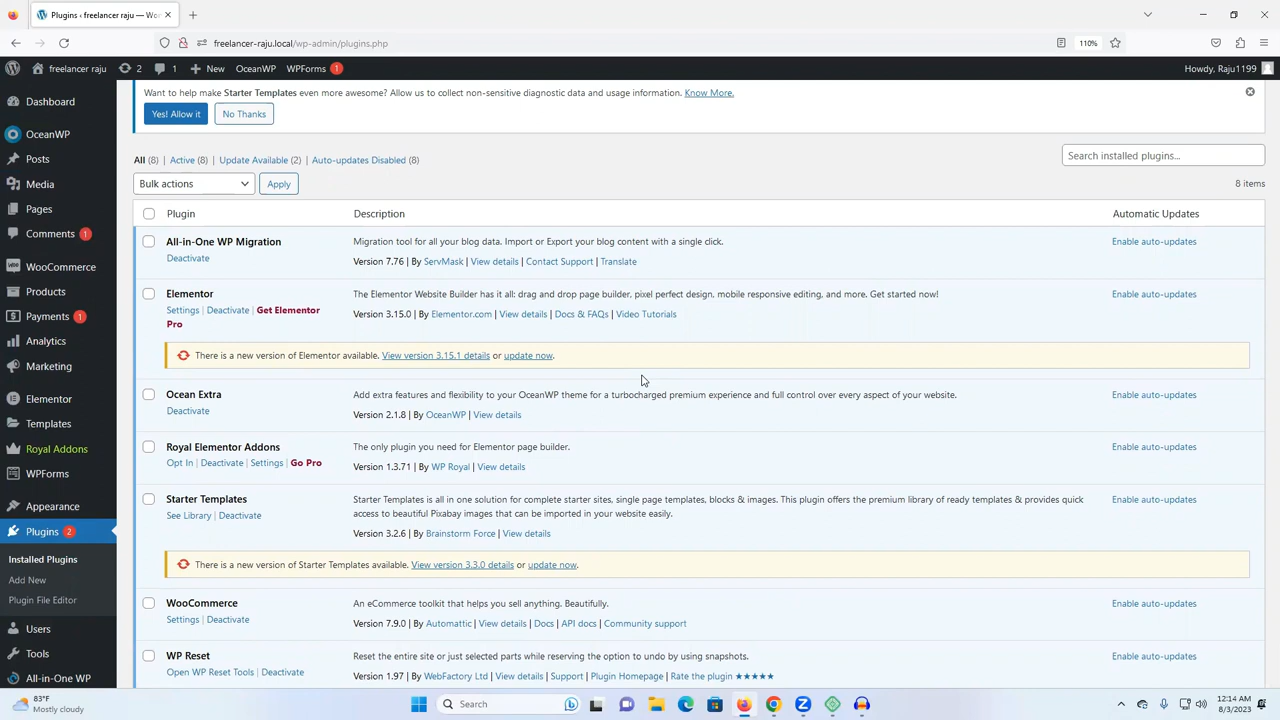 Plugins ‹ freelancer raju — Wo
freelancer-raju.local/wp-admin/plugins.php
110%
freelancer raju
2
1
New
OceanWP
WPForms 1
Howdy, Raju1199
Dashboard
OceanWP
Posts
Media
Pages
Comments 1
WooCommerce
Products
Payments 1
Analytics
Marketing
Elementor
Templates
Royal Addons
WPForms
Appearance
Plugins 2
Installed Plugins
Add New
Plugin File Editor
Users
Tools
All-in-One WP
Want to help make Starter Templates even more awesome? Allow us to collect non-sensitive diagnostic data and usage information. Know More.
Yes! Allow it
No Thanks
All (8) | Active (8) | Update Available (2) | Auto-updates Disabled (8)
Search installed plugins...
Bulk actions
Apply
8 items
Plugin Description Automatic Updates
All-in-One WP Migration
Deactivate
Migration tool for all your blog data. Import or Export your blog content with a single click.
Version 7.76 | By ServMask | View details | Contact Support | Translate
Enable auto-updates
Elementor
Settings | Deactivate | Get Elementor
Pro
The Elementor Website Builder has it all: drag and drop page builder, pixel perfect design, mobile responsive editing, and more. Get started now!
Version 3.15.0 | By Elementor.com | View details | Docs & FAQs | Video Tutorials
Enable auto-updates
There is a new version of Elementor available. View version 3.15.1 details or update now.
Ocean Extra
Deactivate
Add extra features and flexibility to your OceanWP theme for a turbocharged premium experience and full control over every aspect of your website.
Version 2.1.8 | By OceanWP | View details
Enable auto-updates
Royal Elementor Addons
Opt In | Deactivate | Settings | Go Pro
The only plugin you need for Elementor page builder.
Version 1.3.71 | By WP Royal | View details
Enable auto-updates
Starter Templates
See Library | Deactivate
Starter Templates is all in one solution for complete starter sites, single page templates, blocks & images. This plugin offers the premium library of ready templates & provides quick
access to beautiful Pixabay images that can be imported in your website easily.
Version 3.2.6 | By Brainstorm Force | View details
Enable auto-updates
There is a new version of Starter Templates available. View version 3.3.0 details or update now.
WooCommerce
Settings | Deactivate
An eCommerce toolkit that helps you sell anything. Beautifully.
Version 7.9.0 | By Automattic | View details | Docs | API docs | Community support
Enable auto-updates
WP Reset
Open WP Reset Tools | Deactivate
Reset the entire site or just selected parts while reserving the option to undo by using snapshots.
Version 1.97 | By WebFactory Ltd | View details | Support | Plugin Homepage | Rate the plugin ★★★★★
Enable auto-updates
83°F
Mostly cloudy
Search
12:14 AM
8/3/2023